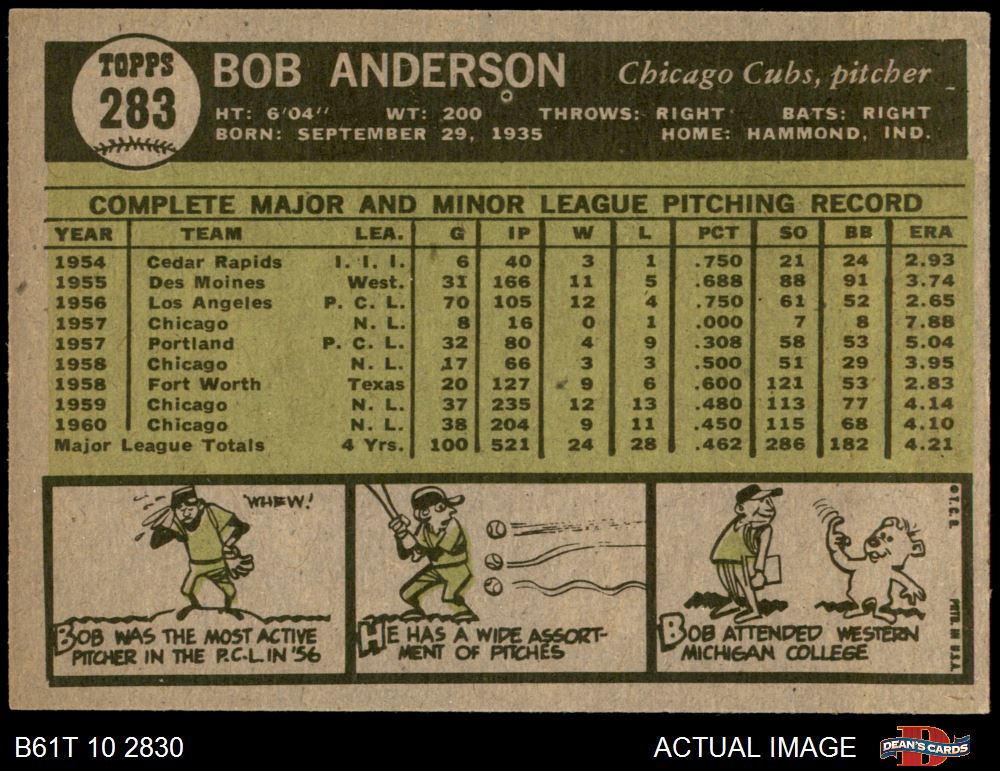 TOPPS
283
BOB ANDERSON
Chicago Cubs, pitcher
HT: 6'04" WT: 200 THROWS: RIGHT BATS: RIGHT
BORN: SEPTEMBER 29, 1935 HOME: HAMMOND, IND.
COMPLETE MAJOR AND MINOR LEAGUE PITCHING RECORD
YEAR TEAM LEA. G IP W L PCT SO BB ERA
1954 Cedar Rapids I. I. I. 6 40 3 1 .750 21 24 2.93
1955 Des Moines West. 31 166 11 5 .688 88 91 3.74
1956 Los Angeles P. C. L. 70 105 12 4 .750 61 52 2.65
1957 Chicago N. L. 8 16 0 1 .000 7 8 7.88
1957 Portland P. C. L. 32 80 4 9 .308 58 53 5.04
1958 Chicago N. L. 17 66 3 3 .500 51 29 3.95
1958 Fort Worth Texas 20 127 9 6 .600 121 53 2.83
1959 Chicago N. L. 37 235 12 13 .480 113 77 4.14
1960 Chicago N. L. 38 204 9 11 .450 115 68 4.10
Major League Totals 4 Yrs. 100 521 24 28 .462 286 182 4.21
'WHEW!
BOB WAS THE MOST ACTIVE
PITCHER IN THE P.C.L. IN '56
HE HAS A WIDE ASSORT-
MENT OF PITCHES
BOB ATTENDED WESTERN
MICHIGAN COLLEGE
© T. C. G.
PRTD. IN U.S.A.
B61T 10 2830
ACTUAL IMAGE
DEAN'S CARDS